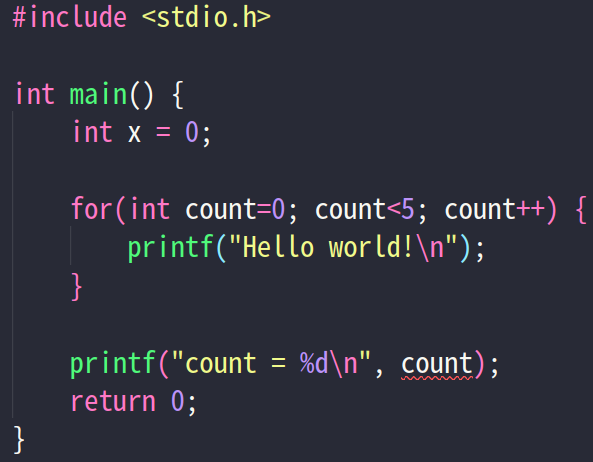 #include <stdio.h>
int main() {
    int x = 0;
    for(int count=0; count<5; count++) {
        printf("Hello world!\n");
    }
    printf("count = %d\n", count);
    return 0;
}